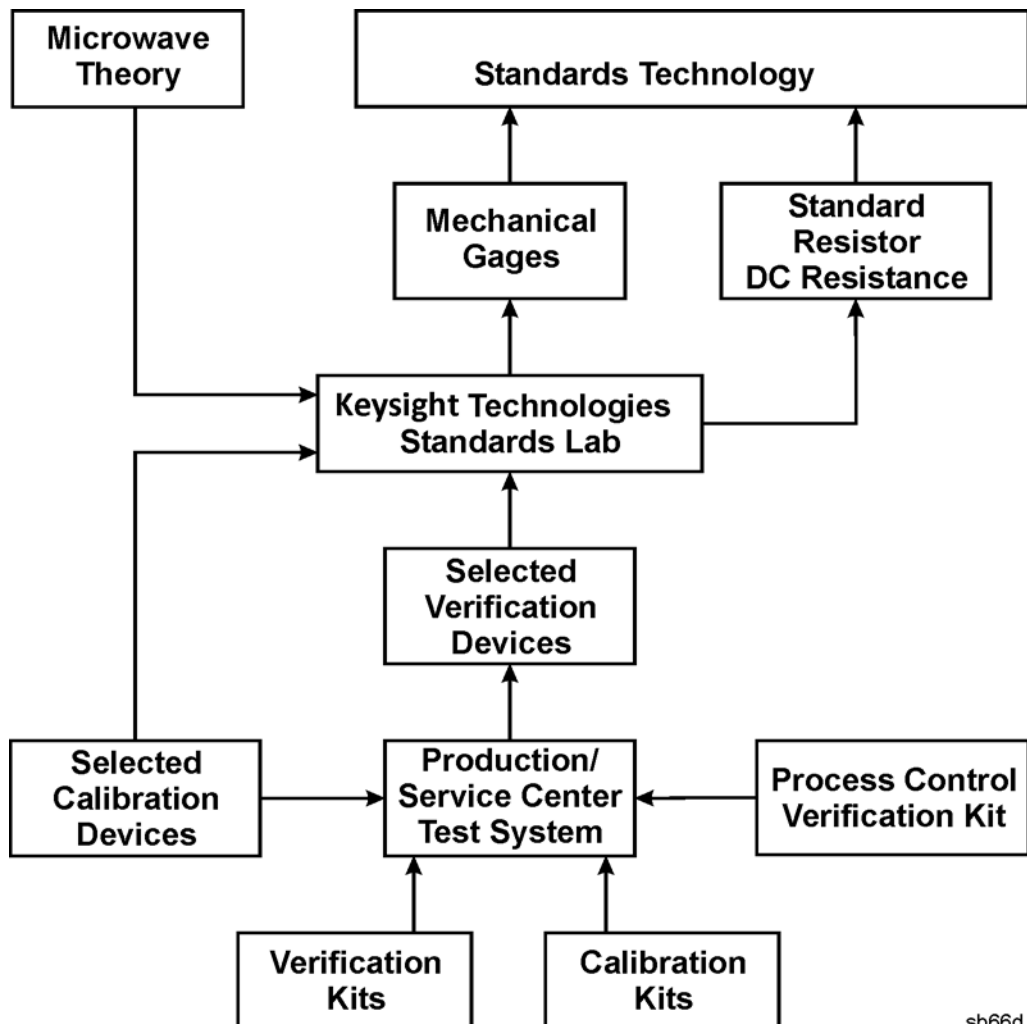 Microwave
Theory
Standards Technology
Mechanical
Gages
Standard
Resistor
DC Resistance
Keysight Technologies
Standards Lab
Selected
Verification
Devices
Selected
Calibration
Devices
Production/
Service Center
Test System
Process Control
Verification Kit
Verification
Kits
Calibration
Kits
sb66d